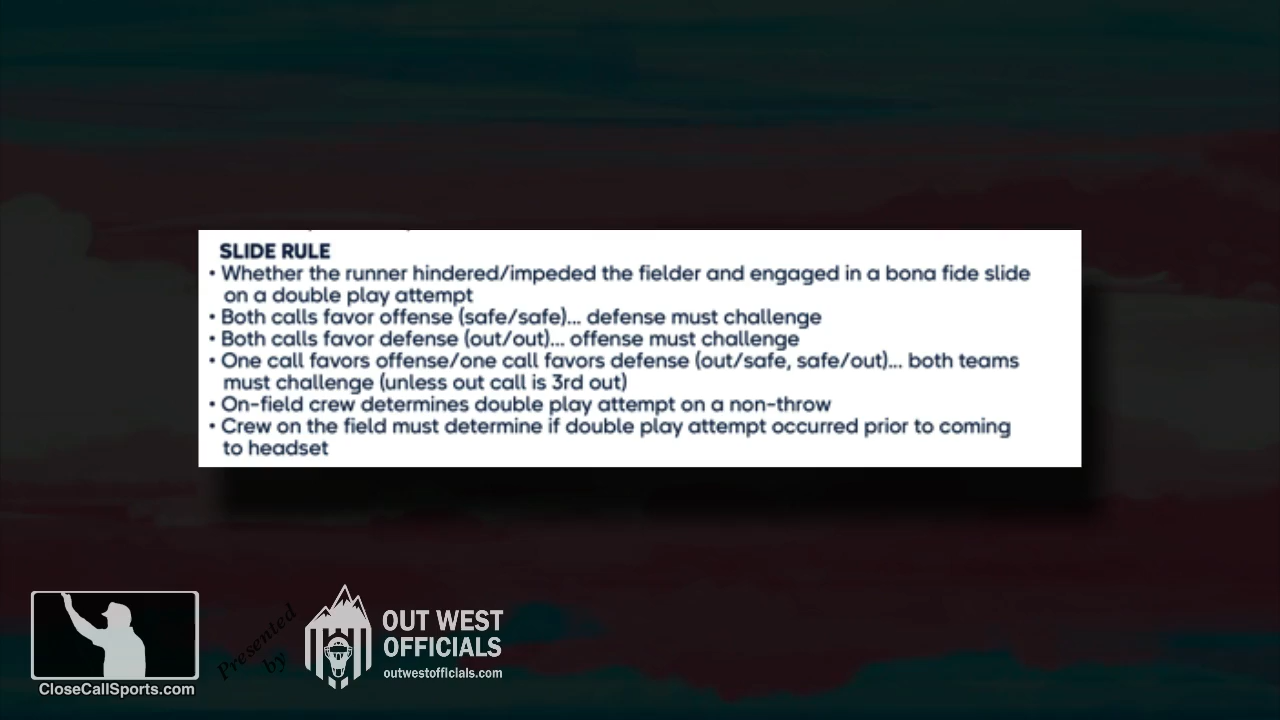 SLIDE RULE
• Whether the runner hindered/impeded the fielder and engaged in a bona fide slide
on a double play attempt
• Both calls favor offense (safe/safe)... defense must challenge
• Both calls favor defense (out/out)... offense must challenge
• One call favors offense/one call favors defense (out/safe, safe/out)... both teams
must challenge (unless out call is 3rd out)
• On-field crew determines double play attempt on a non-throw
• Crew on the field must determine if double play attempt occurred prior to coming
to headset
CloseCallSports.com
Presented
by
OUT WEST
OFFICIALS
outwestofficials.com